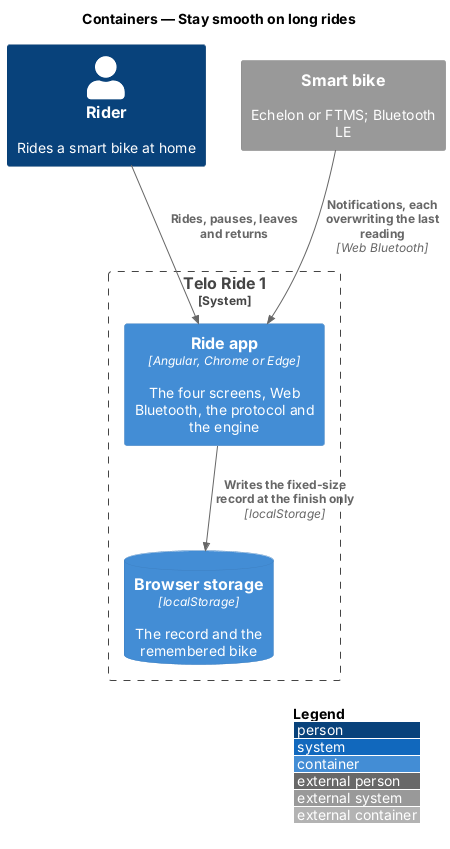 Containers — Stay smooth on long rides
Rider
Rides a smart bike at home
Smart bike
Echelon or FTMS; Bluetooth
LE
Rides, pauses, leaves
and returns
Notifications, each
overwriting the last
reading
[Web Bluetooth]
Telo Ride 1
[System]
Ride app
[Angular, Chrome or Edge]
The four screens, Web
Bluetooth, the protocol and
the engine
Writes the fixed-size
record at the finish only
[localStorage]
Browser storage
[localStorage]
The record and the
remembered bike
Legend
person
system
container
external person
external system
external container